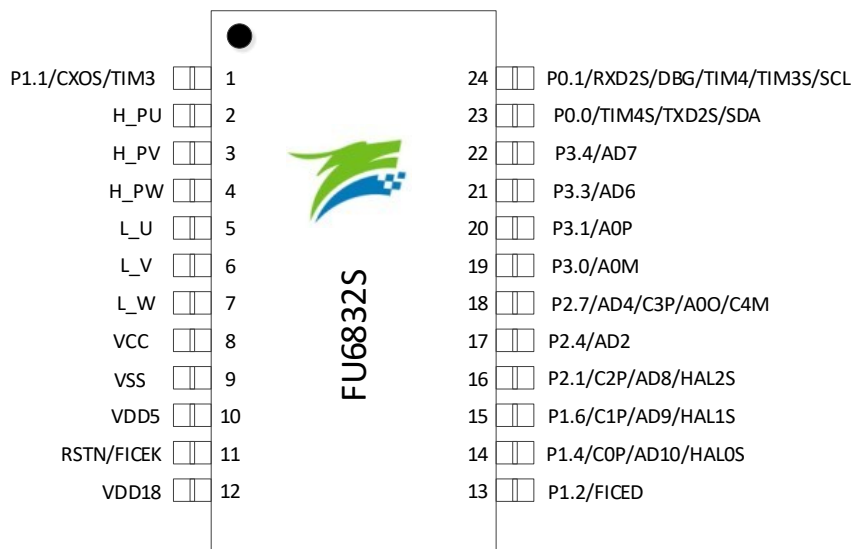 P1.1/CXOS/TIM3 1 24 P0.1/RXD2S/DBG/TIM4/TIM3S/SCL
H_PU 2 23 P0.0/TIM4S/TXD2S/SDA
H_PV 3 22 P3.4/AD7
H_PW 4 21 P3.3/AD6
L_U 5 20 P3.1/A0P
L_V 6 19 P3.0/A0M
L_W 7 18 P2.7/AD4/C3P/A0O/C4M
VCC 8 17 P2.4/AD2
VSS 9 16 P2.1/C2P/AD8/HAL2S
VDD5 10 15 P1.6/C1P/AD9/HAL1S
RSTN/FICEK 11 14 P1.4/C0P/AD10/HAL0S
VDD18 12 13 P1.2/FICED
FU6832S